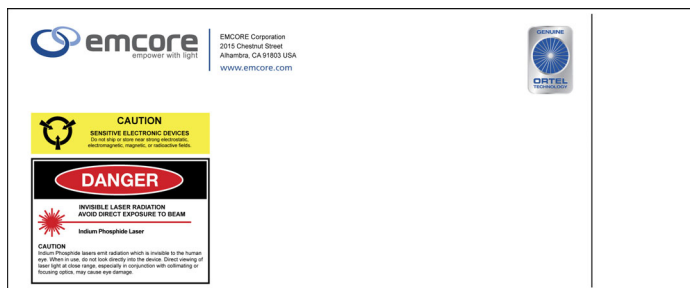 emcore
empower with light
EMCORE Corporation
2015 Chestnut Street
Alhambra, CA 91803 USA
www.emcore.com
GENUINE
ORTEL
TECHNOLOGY
CAUTION
SENSITIVE ELECTRONIC DEVICES
Do not ship or store near strong electrostatic,
electromagnetic, magnetic, or radioactive fields.
DANGER
INVISIBLE LASER RADIATION
AVOID DIRECT EXPOSURE TO BEAM
Indium Phosphide Laser
CAUTION
Indium Phosphide lasers emit radiation which is invisible to the human
eye. When in use, do not look directly into the device. Direct viewing of
laser light at close range, especially in conjunction with collimating or
focusing optics, may cause eye damage.